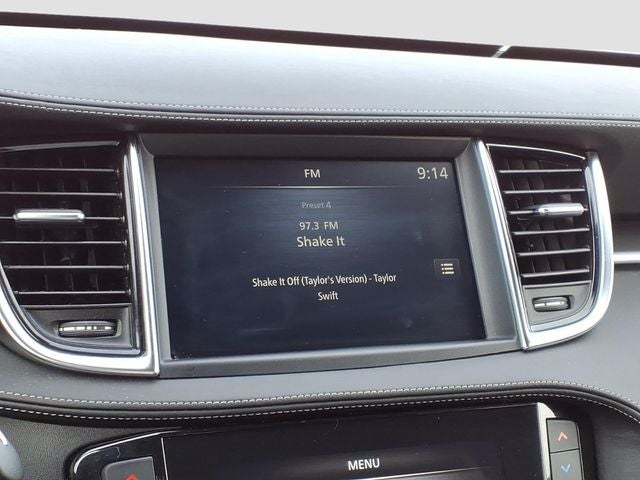 FM
9:14
Preset 4
97.3 FM
Shake It
Shake It Off (Taylor's Version) - Taylor
Swift
MENU